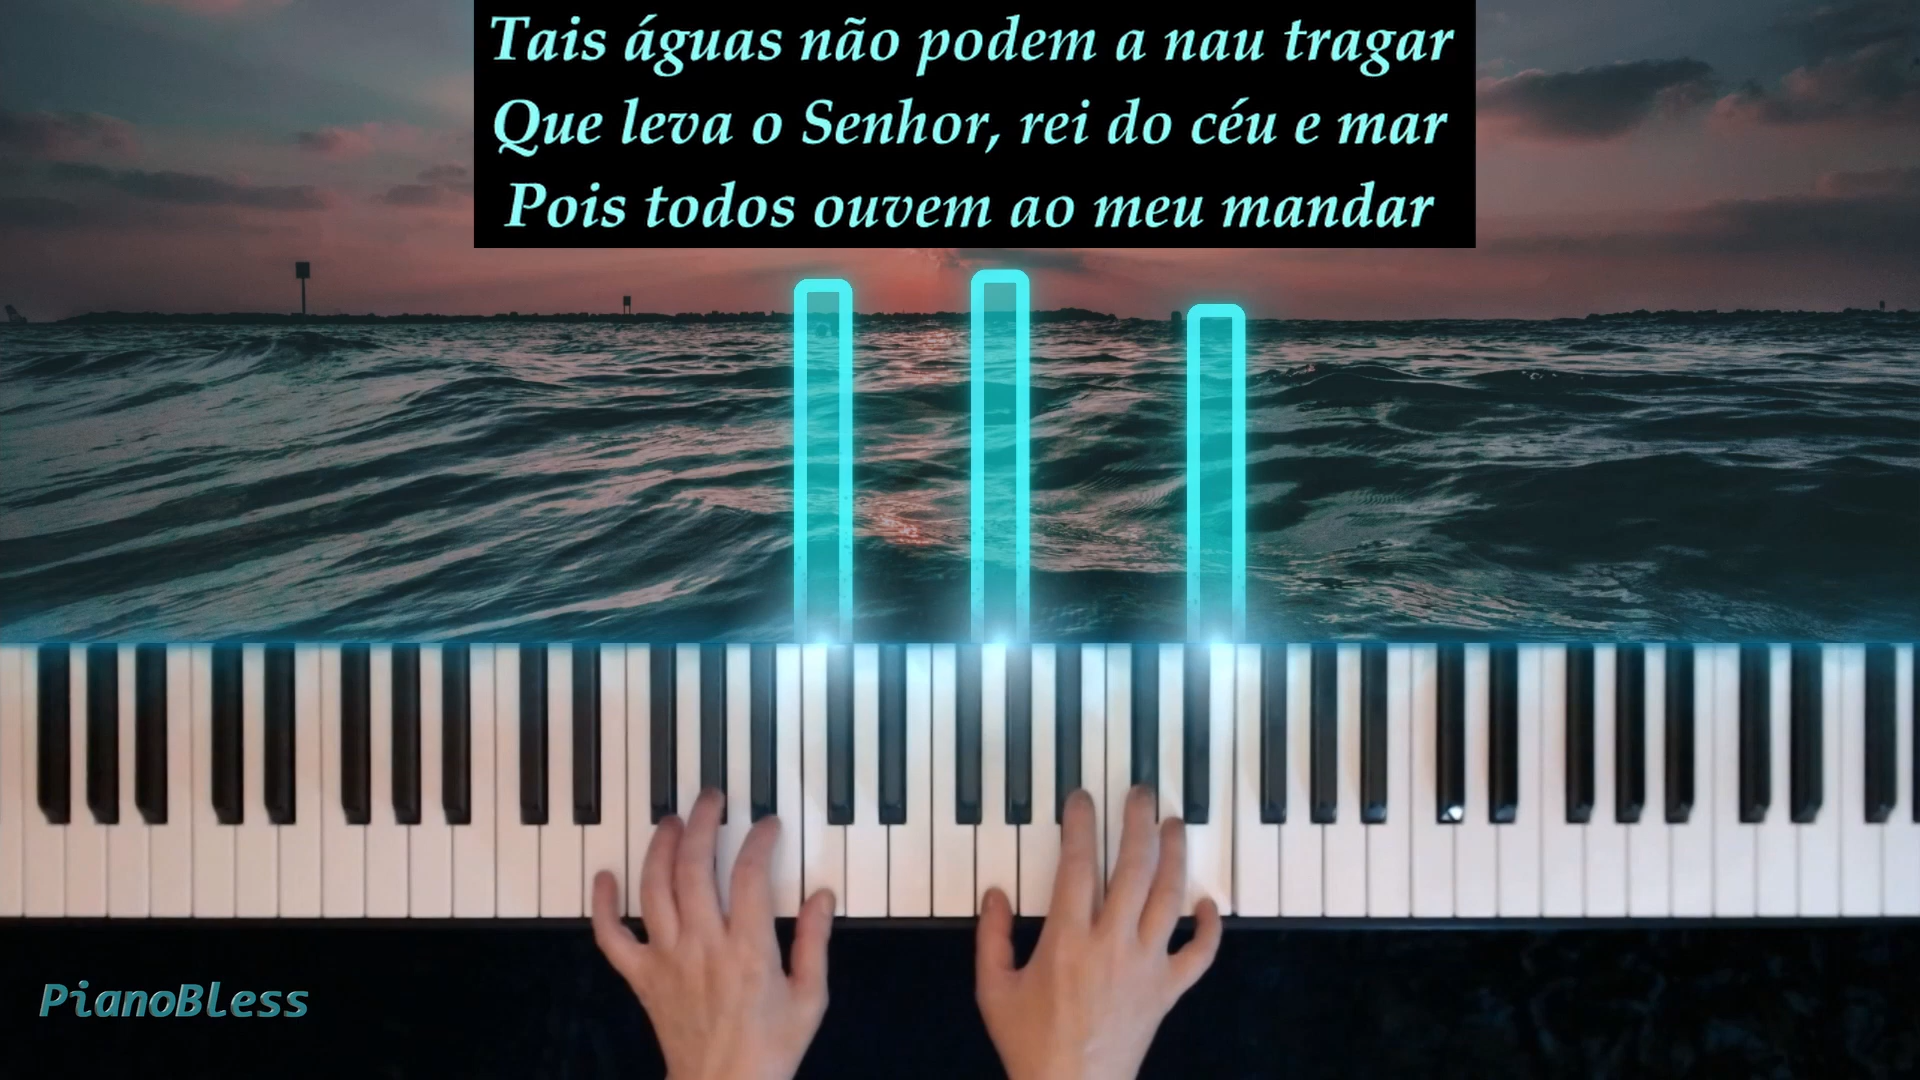 Tais águas não podem a nau tragar
Que leva o Senhor, rei do céu e mar
Pois todos ouvem ao meu mandar
PianoBless